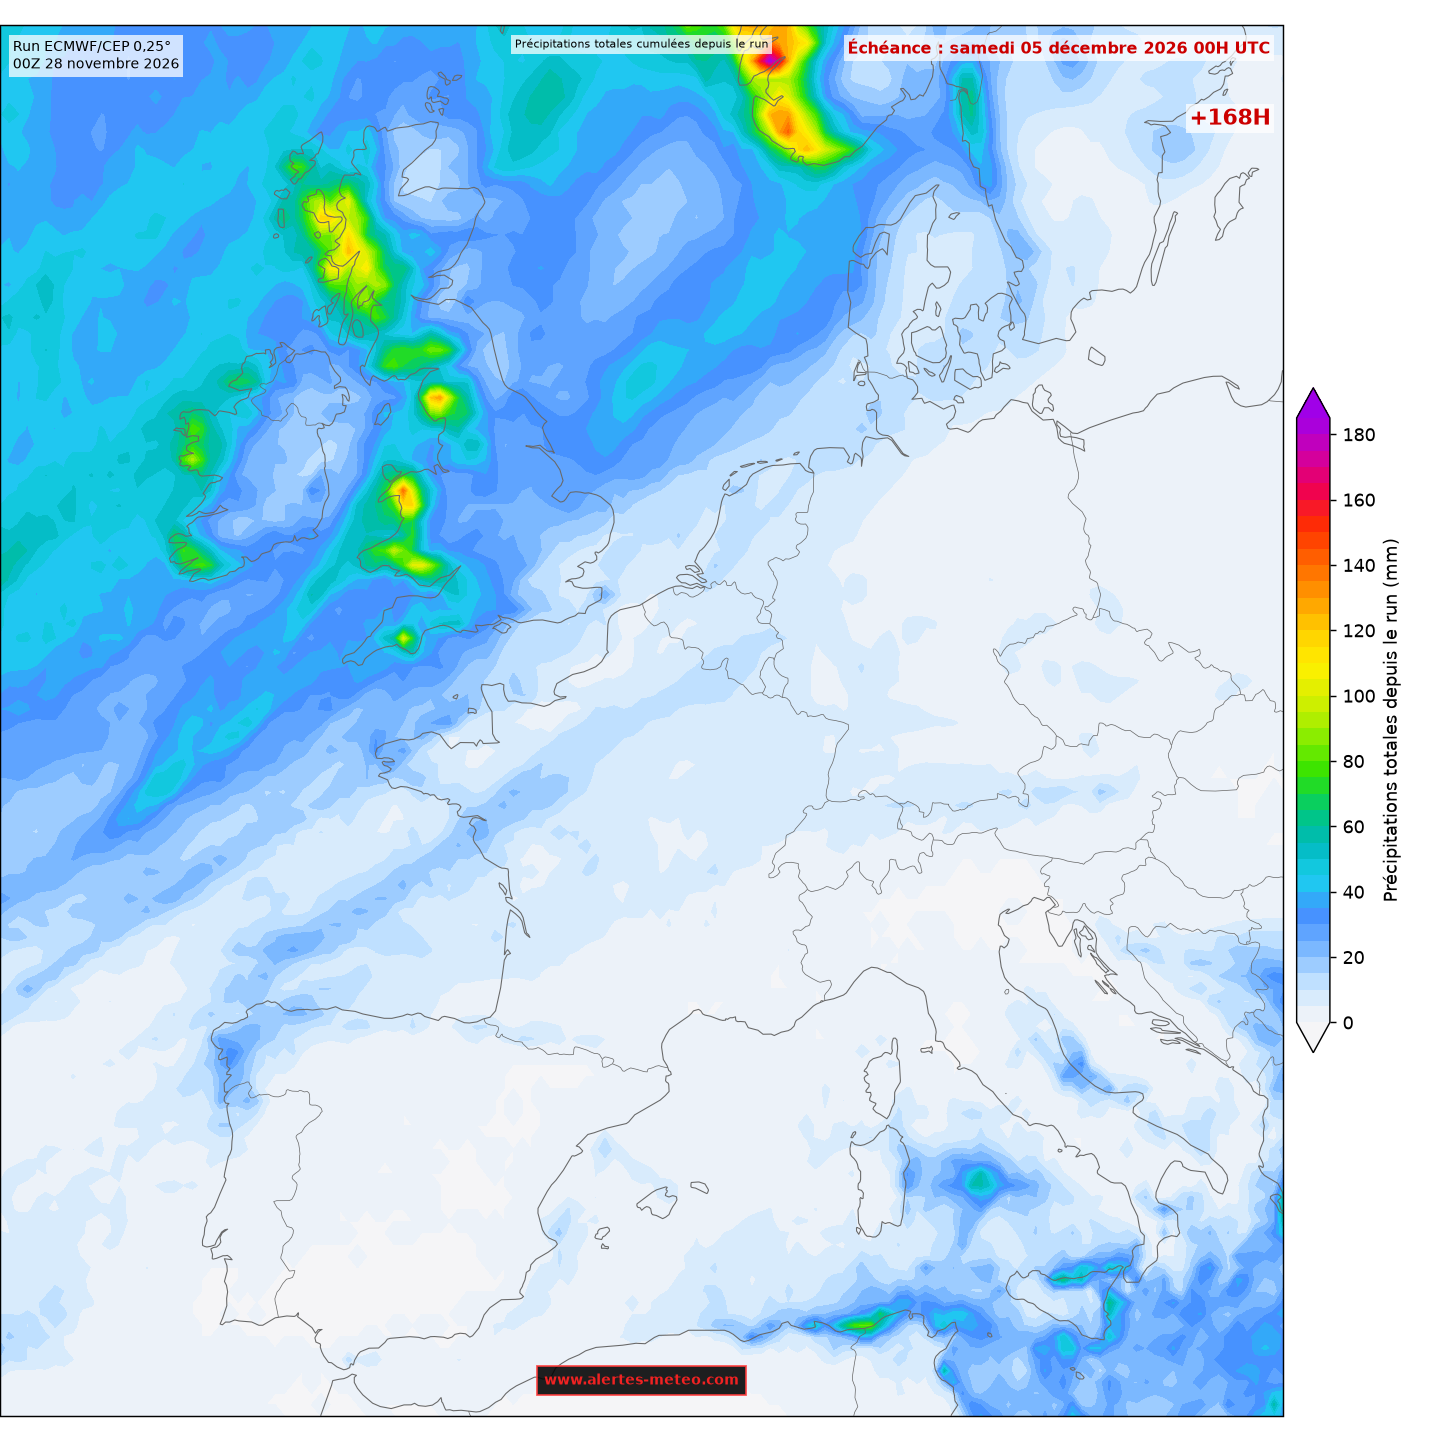 Run ECMWF/CEP 0,25°
00Z 28 novembre 2026
Précipitations totales cumulées depuis le run
Échéance : samedi 05 décembre 2026 00H UTC
+168H
180
160
140
120
100
80
60
40
20
0
Précipitations totales depuis le run (mm)
www.alertes-meteo.com